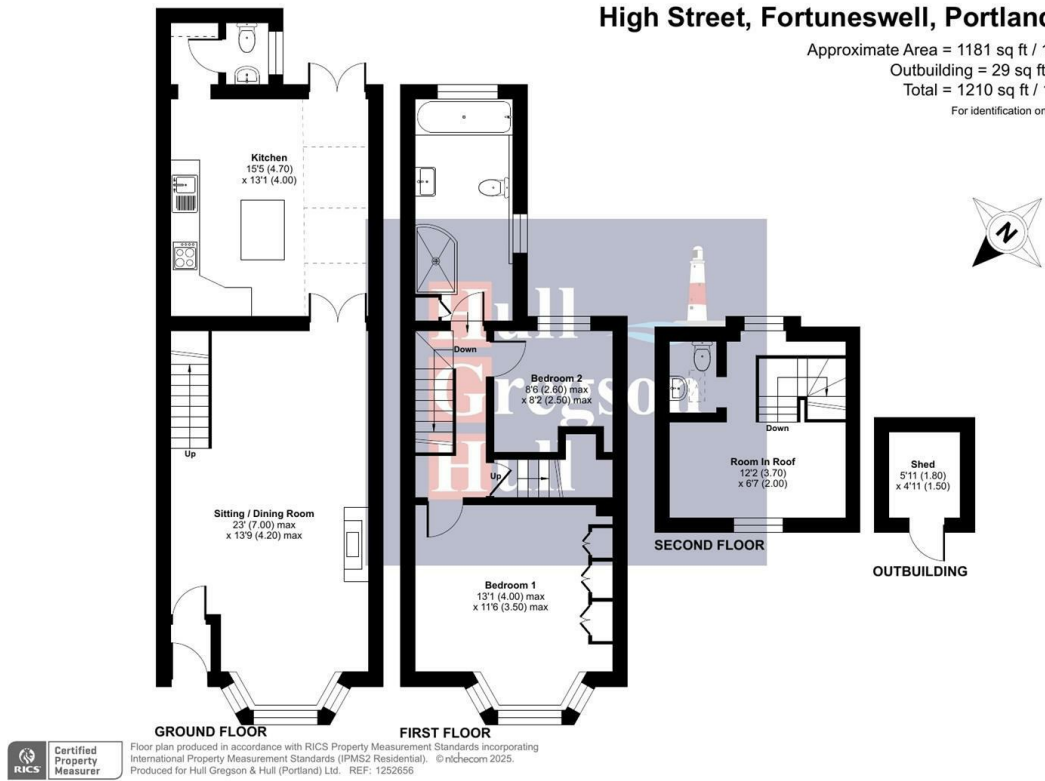 High Street, Fortuneswell, Portland
Approximate Area = 1181 sq ft / 1
Outbuilding = 29 sq ft
Total = 1210 sq ft / 1
For identification on
Kitchen
15'5 (4.70)
x 13'1 (4.00)
N
Hull
Gregson
Hull
Down
Bedroom 2
8'6 (2.60) max
x 8'2 (2.50) max
Up
Up
Down
Room In Roof
12'2 (3.70)
x 6'7 (2.00)
Shed
5'11 (1.80)
x 4'11 (1.50)
Sitting / Dining Room
23' (7.00) max
x 13'9 (4.20) max
SECOND FLOOR
OUTBUILDING
Bedroom 1
13'1 (4.00) max
x 11'6 (3.50) max
GROUND FLOOR
FIRST FLOOR
RICS
Certified
Property
Measurer
Floor plan produced in accordance with RICS Property Measurement Standards incorporating
International Property Measurement Standards (IPMS2 Residential). © nichecom 2025.
Produced for Hull Gregson & Hull (Portland) Ltd. REF: 1252656